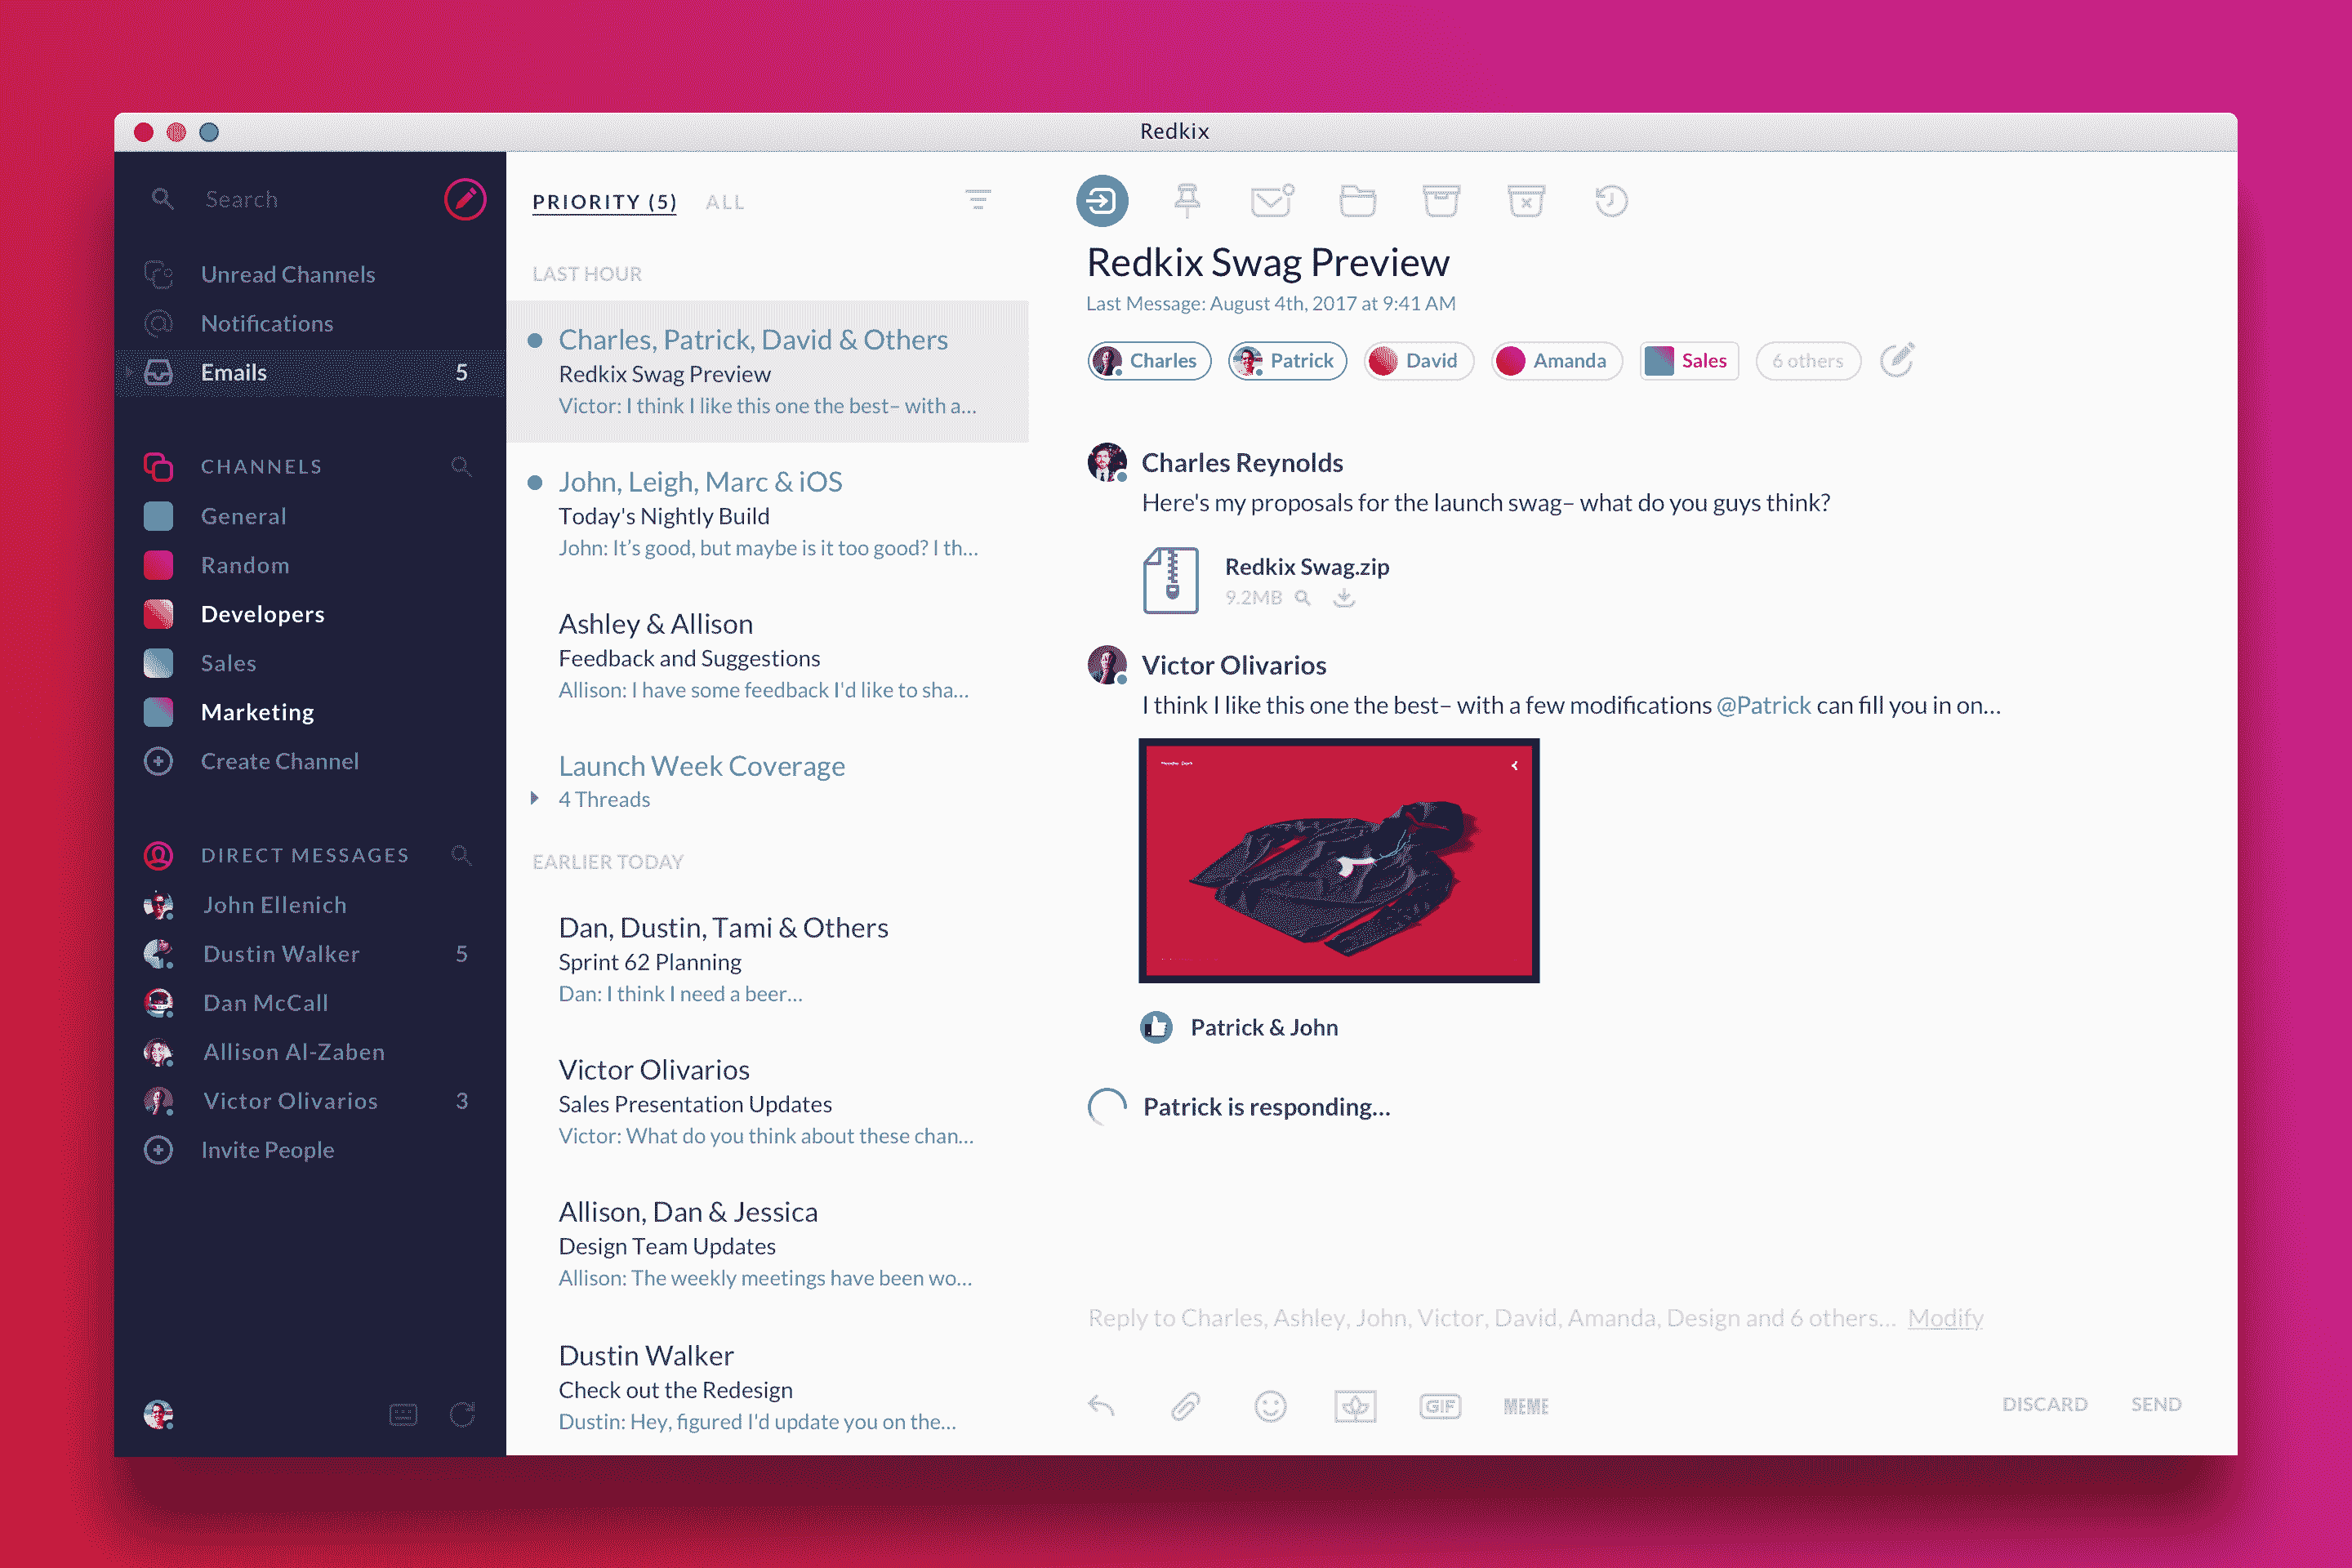 Redkix
Search
Unread Channels
Notifications
Emails 5
CHANNELS
General
Random
Developers
Sales
Marketing
Create Channel
DIRECT MESSAGES
John Ellenich
Dustin Walker 5
Dan McCall
Allison Al-Zaben
Victor Olivarios 3
Invite People
PRIORITY (5) ALL
LAST HOUR
Charles, Patrick, David & Others
Redkix Swag Preview
Victor: I think I like this one the best– with a...
John, Leigh, Marc & iOS
Today's Nightly Build
John: It’s good, but maybe is it too good? I th...
Ashley & Allison
Feedback and Suggestions
Allison: I have some feedback I'd like to sha...
Launch Week Coverage
4 Threads
EARLIER TODAY
Dan, Dustin, Tami & Others
Sprint 62 Planning
Dan: I think I need a beer...
Victor Olivarios
Sales Presentation Updates
Victor: What do you think about these chan...
Allison, Dan & Jessica
Design Team Updates
Allison: The weekly meetings have been wo...
Dustin Walker
Check out the Redesign
Dustin: Hey, figured I'd update you on the...
Redkix Swag Preview
Last Message: August 4th, 2017 at 9:41 AM
Charles Patrick David Amanda Sales 6 others
Charles Reynolds
Here's my proposals for the launch swag– what do you guys think?
Redkix Swag.zip
9.2MB
Victor Olivarios
I think I like this one the best– with a few modifications @Patrick can fill you in on...
Patrick & John
Patrick is responding...
Reply to Charles, Ashley, John, Victor, David, Amanda, Design and 6 others... Modify
GIF MEME DISCARD SEND